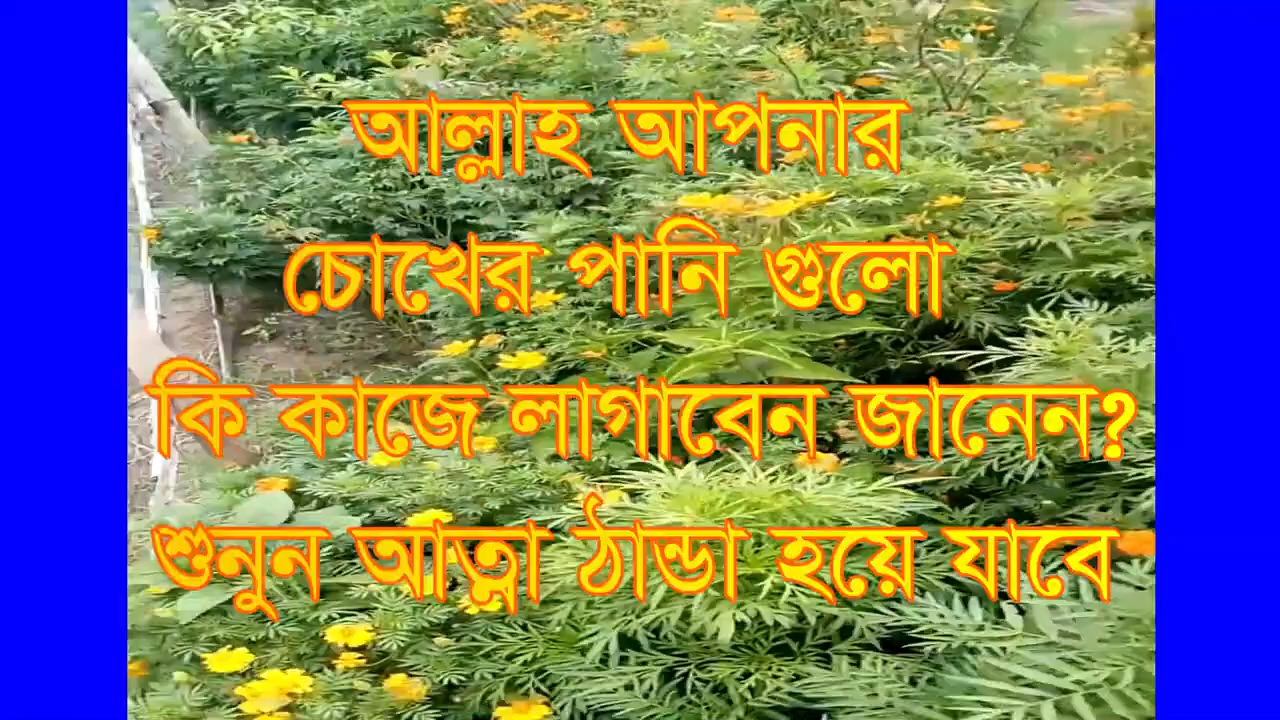 আল্লাহ আপনার
চোখের পানি গুলো
কি কাজে লাগাবেন জানেন?
শুনুন আত্না ঠান্ডা হয়ে যাবে